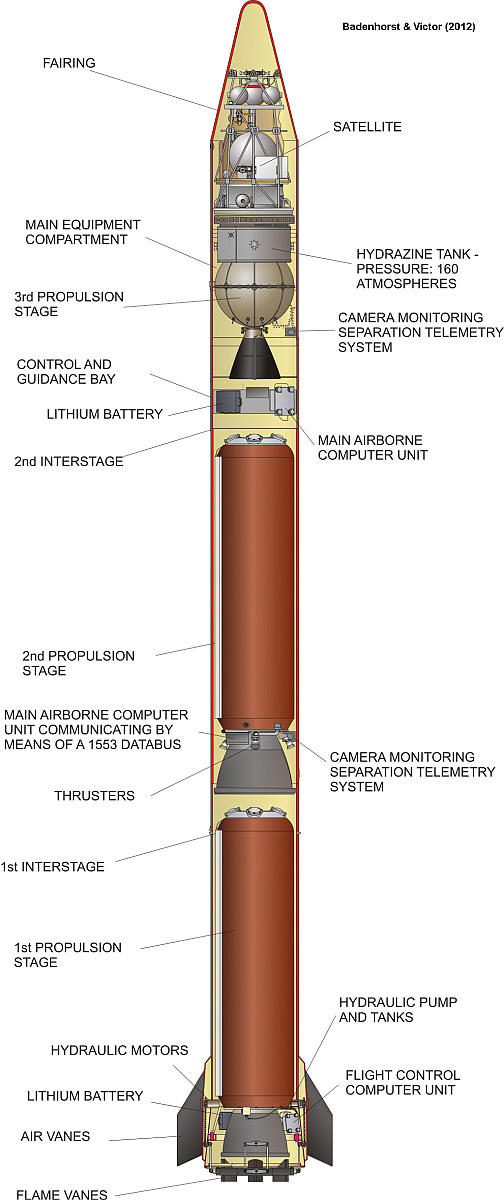 Badenhorst & Victor (2012)
FAIRING
SATELLITE
MAIN EQUIPMENT
COMPARTMENT
HYDRAZINE TANK -
PRESSURE: 160
ATMOSPHERES
3rd PROPULSION
STAGE
CAMERA MONITORING
SEPARATION TELEMETRY
SYSTEM
CONTROL AND
GUIDANCE BAY
LITHIUM BATTERY
MAIN AIRBORNE
COMPUTER UNIT
2nd INTERSTAGE
2nd PROPULSION
STAGE
MAIN AIRBORNE COMPUTER
UNIT COMMUNICATING BY
MEANS OF A 1553 DATABUS
CAMERA MONITORING
SEPARATION TELEMETRY
SYSTEM
THRUSTERS
1st INTERSTAGE
1st PROPULSION
STAGE
HYDRAULIC PUMP
AND TANKS
HYDRAULIC MOTORS
FLIGHT CONTROL
COMPUTER UNIT
LITHIUM BATTERY
AIR VANES
FLAME VANES